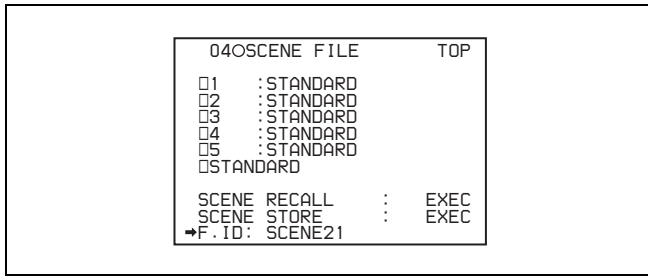 04○SCENE FILE TOP
□1 :STANDARD
□2 :STANDARD
□3 :STANDARD
□4 :STANDARD
□5 :STANDARD
□STANDARD
SCENE RECALL : EXEC
SCENE STORE : EXEC
➡F.ID: SCENE21